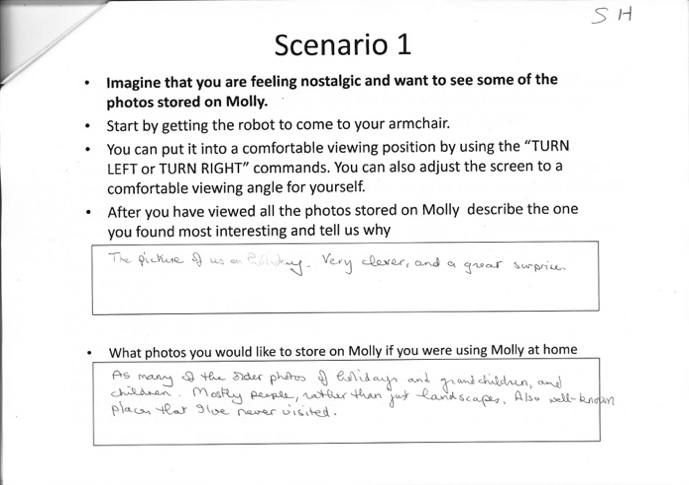 S H
Scenario 1
• Imagine that you are feeling nostalgic and want to see some of the
photos stored on Molly.
• Start by getting the robot to come to your armchair.
• You can put it into a comfortable viewing position by using the “TURN
LEFT or TURN RIGHT” commands. You can also adjust the screen to a
comfortable viewing angle for yourself.
• After you have viewed all the photos stored on Molly describe the one
you found most interesting and tell us why
The picture of us on . Very clever, and a great surprise.
• What photos you would like to store on Molly if you were using Molly at home
As many of the older photos of holidays and grandchildren, and
children. Mostly people, rather than just landscapes. Also well-known
places that I've never visited.